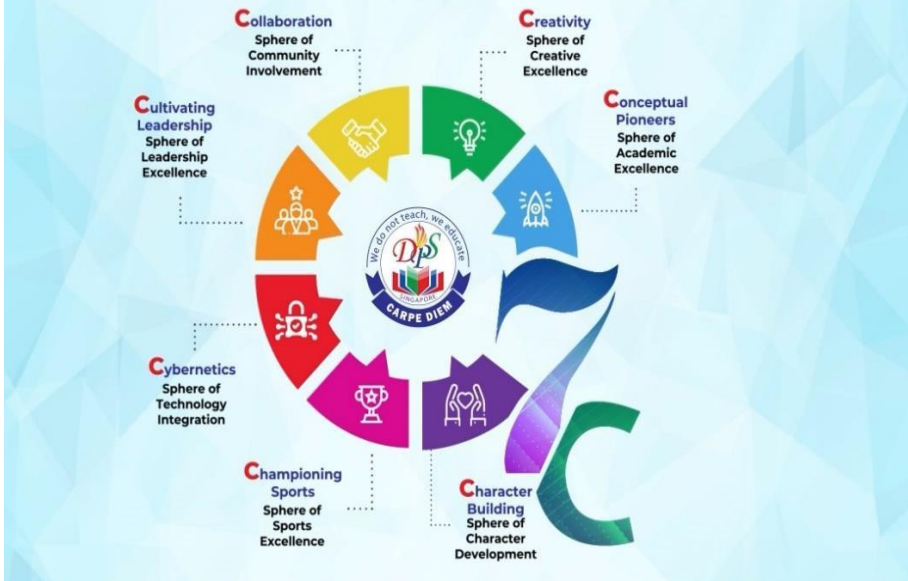 Collaboration
Sphere of
Community
Involvement
Creativity
Sphere of
Creative
Excellence
Cultivating
Leadership
Sphere of
Leadership
Excellence
Conceptual
Pioneers
Sphere of
Academic
Excellence
We do not teach, we educate
DPS
SINGAPORE
CARPE DIEM
7C
Cybernetics
Sphere of
Technology
Integration
Championing
Sports
Sphere of
Sports
Excellence
Character
Building
Sphere of
Character
Development